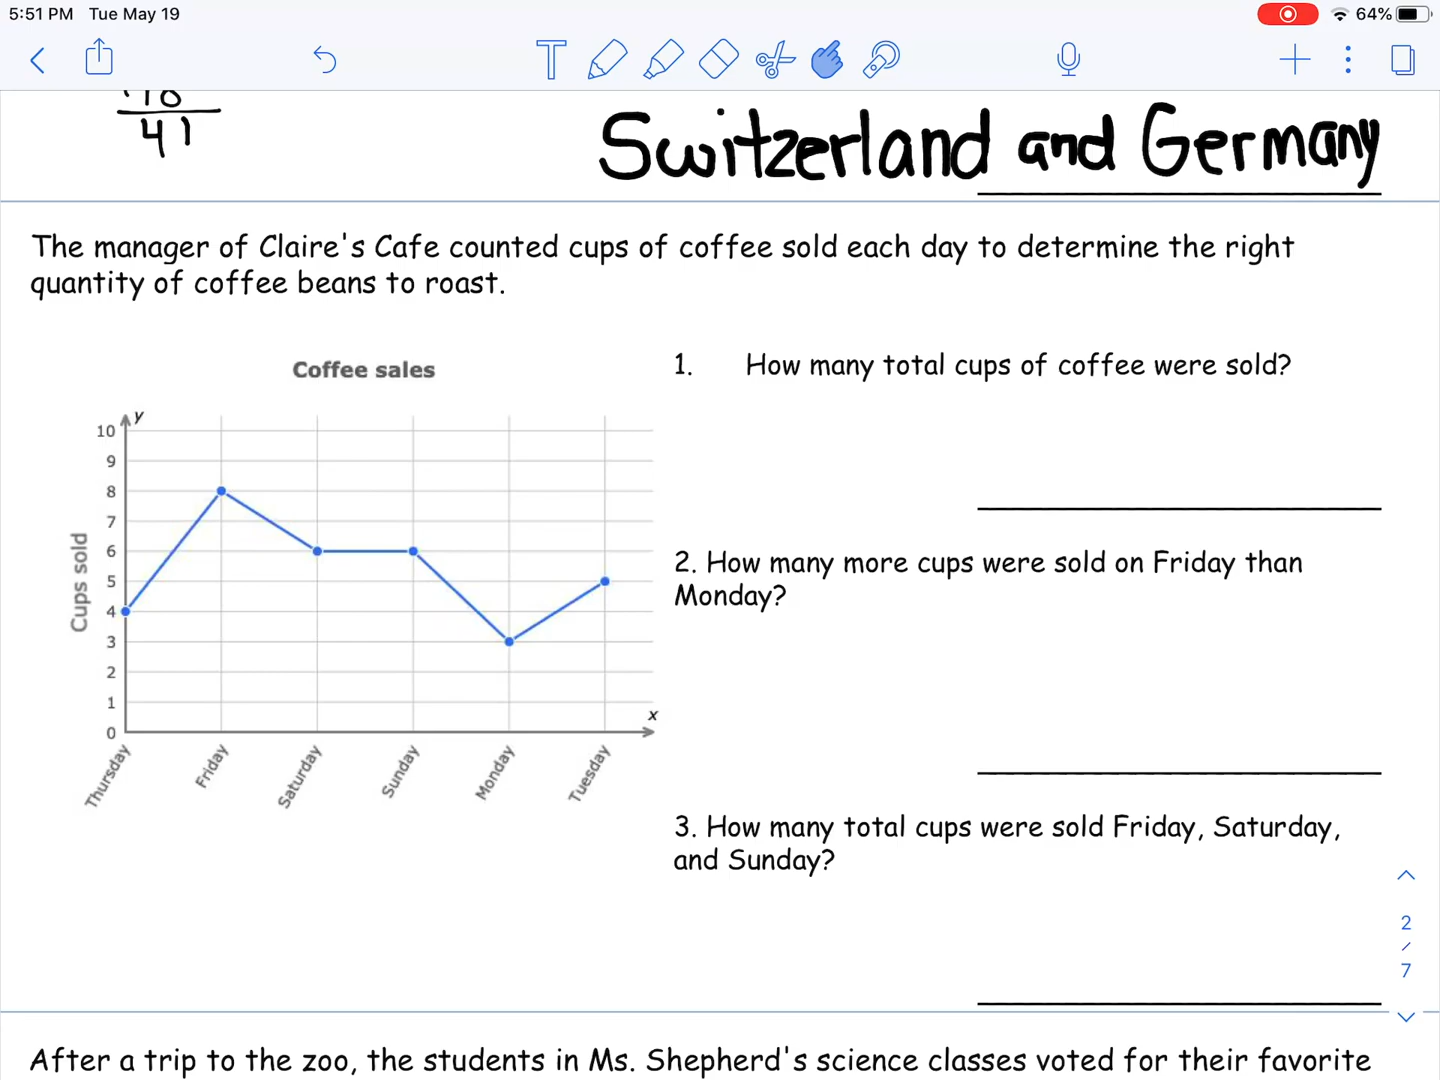 5:51 PM Tue May 19
64%
T
41
Switzerland and Germany
The manager of Claire's Cafe counted cups of coffee sold each day to determine the right
quantity of coffee beans to roast.
Coffee sales
y
10
9
8
7
6
5
4
3
2
1
0
Cups sold
x
Thursday
Friday
Saturday
Sunday
Monday
Tuesday
1. How many total cups of coffee were sold?
2. How many more cups were sold on Friday than
Monday?
3. How many total cups were sold Friday, Saturday,
and Sunday?
2
/
7
After a trip to the zoo, the students in Ms. Shepherd's science classes voted for their favorite